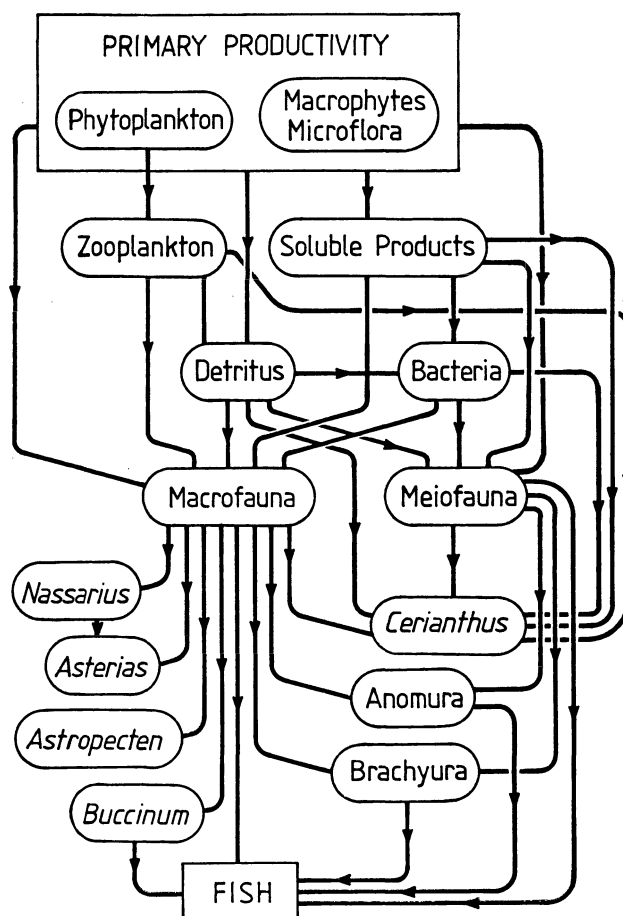 PRIMARY PRODUCTIVITY
Phytoplankton
Macrophytes
Microflora
Zooplankton
Soluble Products
Detritus
Bacteria
Macrofauna
Meiofauna
Nassarius
Cerianthus
Asterias
Anomura
Astropecten
Brachyura
Buccinum
FISH